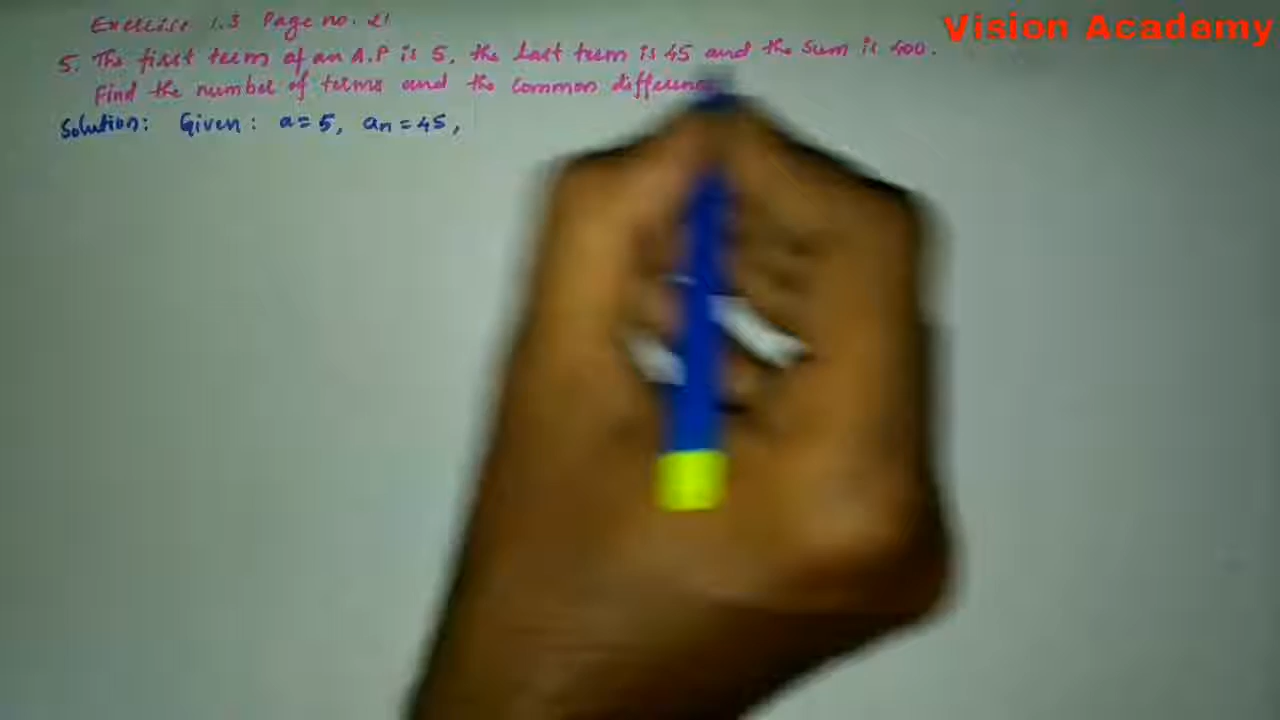 Vision Academy
Exercise 1.3 Page no. 21
5. The first term of an A.P is 5, the last term is 45 and the sum is 400.
Find the number of terms and the common
Solution: Given: a = 5, an = 45,